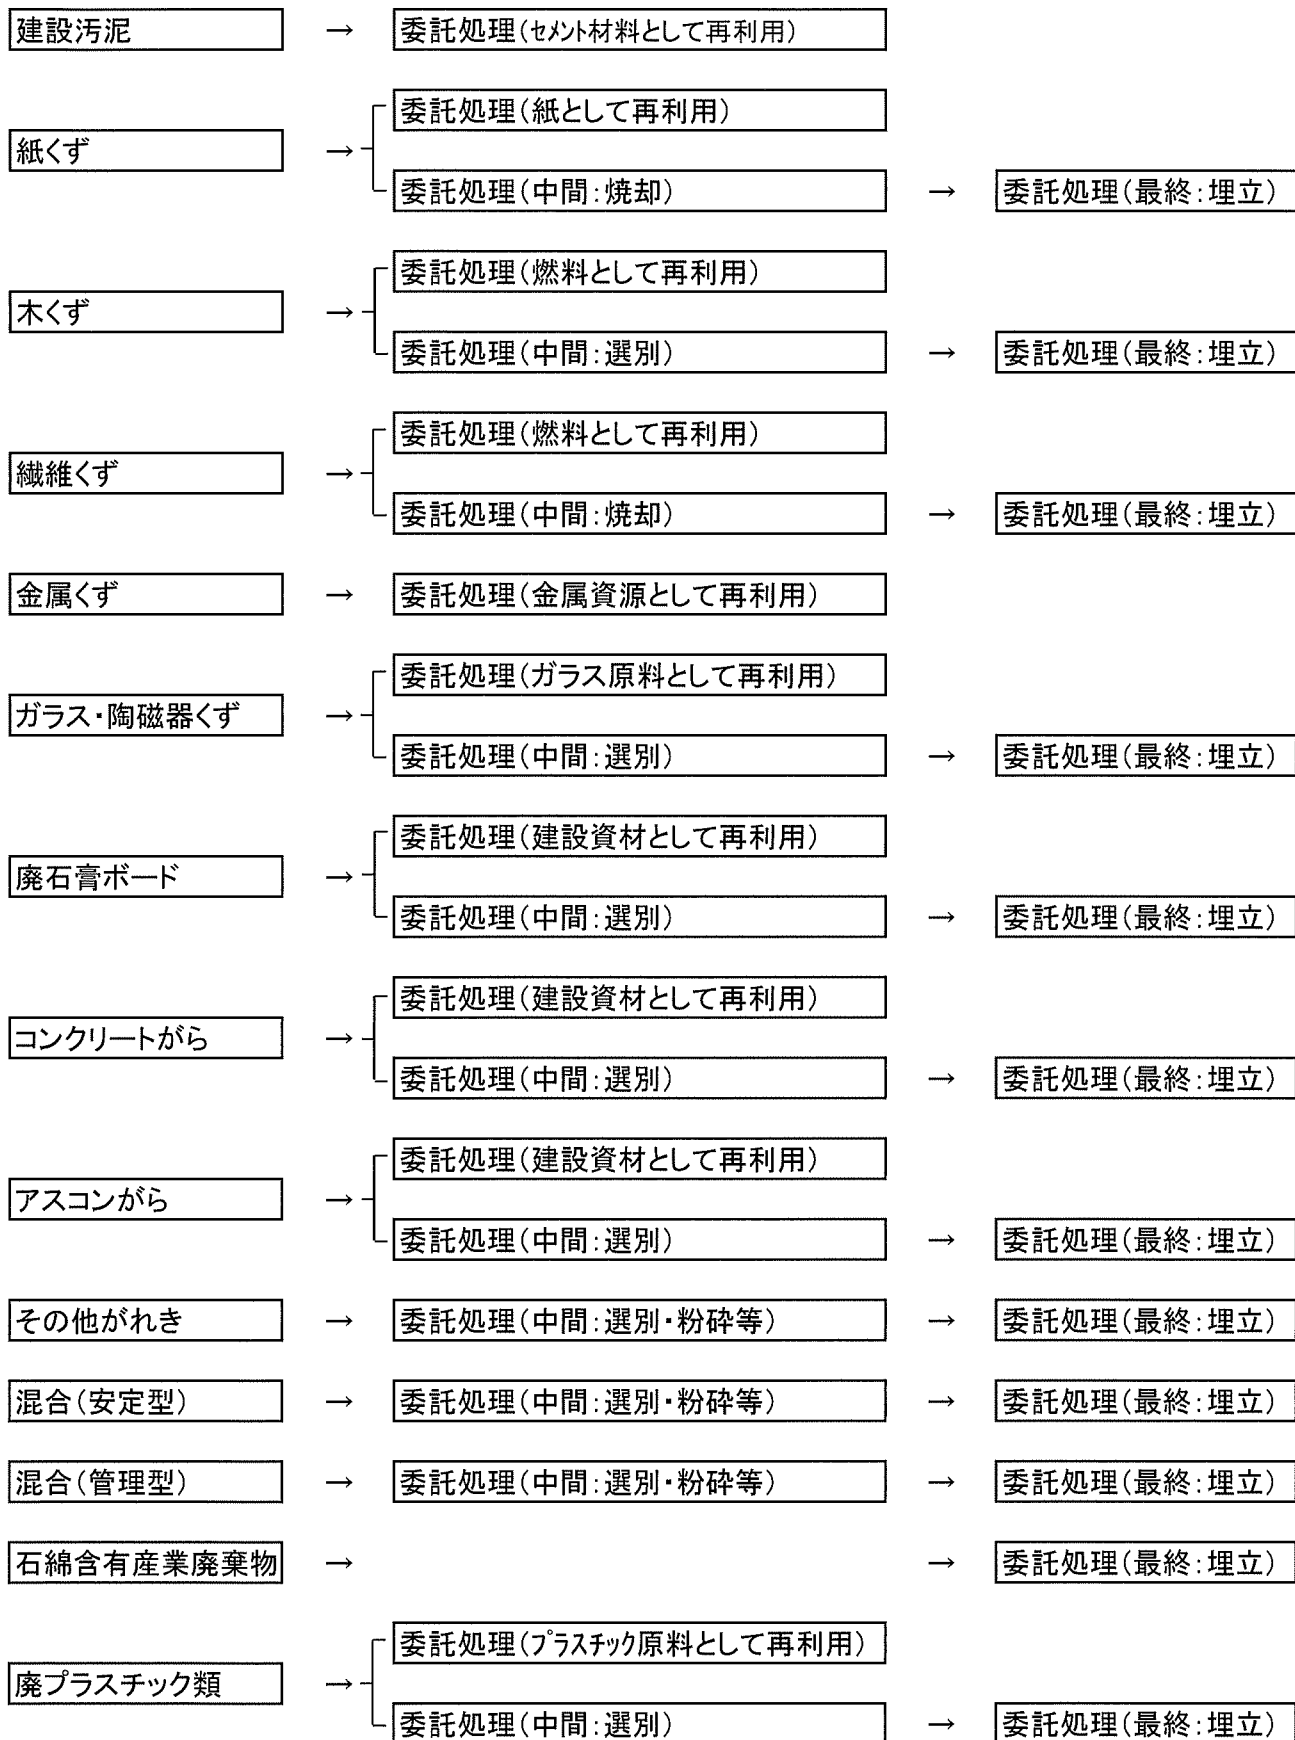 建設汚泥 → 委託処理(セメント材料として再利用)
委託処理(紙として再利用)
紙くず →
委託処理(中間:焼却) → 委託処理(最終:埋立)
委託処理(燃料として再利用)
木くず →
委託処理(中間:選別) → 委託処理(最終:埋立)
委託処理(燃料として再利用)
繊維くず →
委託処理(中間:焼却) → 委託処理(最終:埋立)
金属くず → 委託処理(金属資源として再利用)
委託処理(ガラス原料として再利用)
ガラス・陶磁器くず →
委託処理(中間:選別) → 委託処理(最終:埋立)
委託処理(建設資材として再利用)
廃石膏ボード →
委託処理(中間:選別) → 委託処理(最終:埋立)
委託処理(建設資材として再利用)
コンクリートがら →
委託処理(中間:選別) → 委託処理(最終:埋立)
委託処理(建設資材として再利用)
アスコンがら →
委託処理(中間:選別) → 委託処理(最終:埋立)
その他がれき → 委託処理(中間:選別・粉砕等) → 委託処理(最終:埋立)
混合(安定型) → 委託処理(中間:選別・粉砕等) → 委託処理(最終:埋立)
混合(管理型) → 委託処理(中間:選別・粉砕等) → 委託処理(最終:埋立)
石綿含有産業廃棄物 → → 委託処理(最終:埋立)
委託処理(プラスチック原料として再利用)
廃プラスチック類 →
委託処理(中間:選別) → 委託処理(最終:埋立)